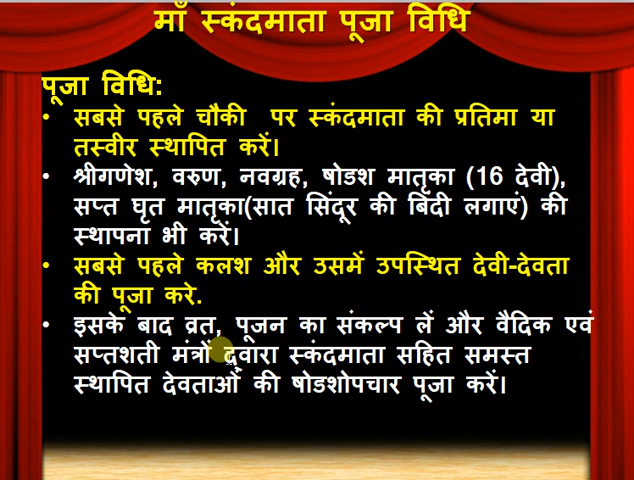 माँ स्कंदमाता पूजा विधि
पूजा विधि:
• सबसे पहले चौकी पर स्कंदमाता की प्रतिमा या
तस्वीर स्थापित करें।
• श्रीगणेश, वरुण, नवग्रह, षोडश मातृका (16 देवी),
सप्त घृत मातृका(सात सिंदूर की बिंदी लगाएं) की
स्थापना भी करें।
• सबसे पहले कलश और उसमें उपस्थित देवी-देवता
की पूजा करे.
• इसके बाद व्रत, पूजन का संकल्प लें और वैदिक एवं
सप्तशती मंत्रों द्वारा स्कंदमाता सहित समस्त
स्थापित देवताओं की षोडशोपचार पूजा करें।